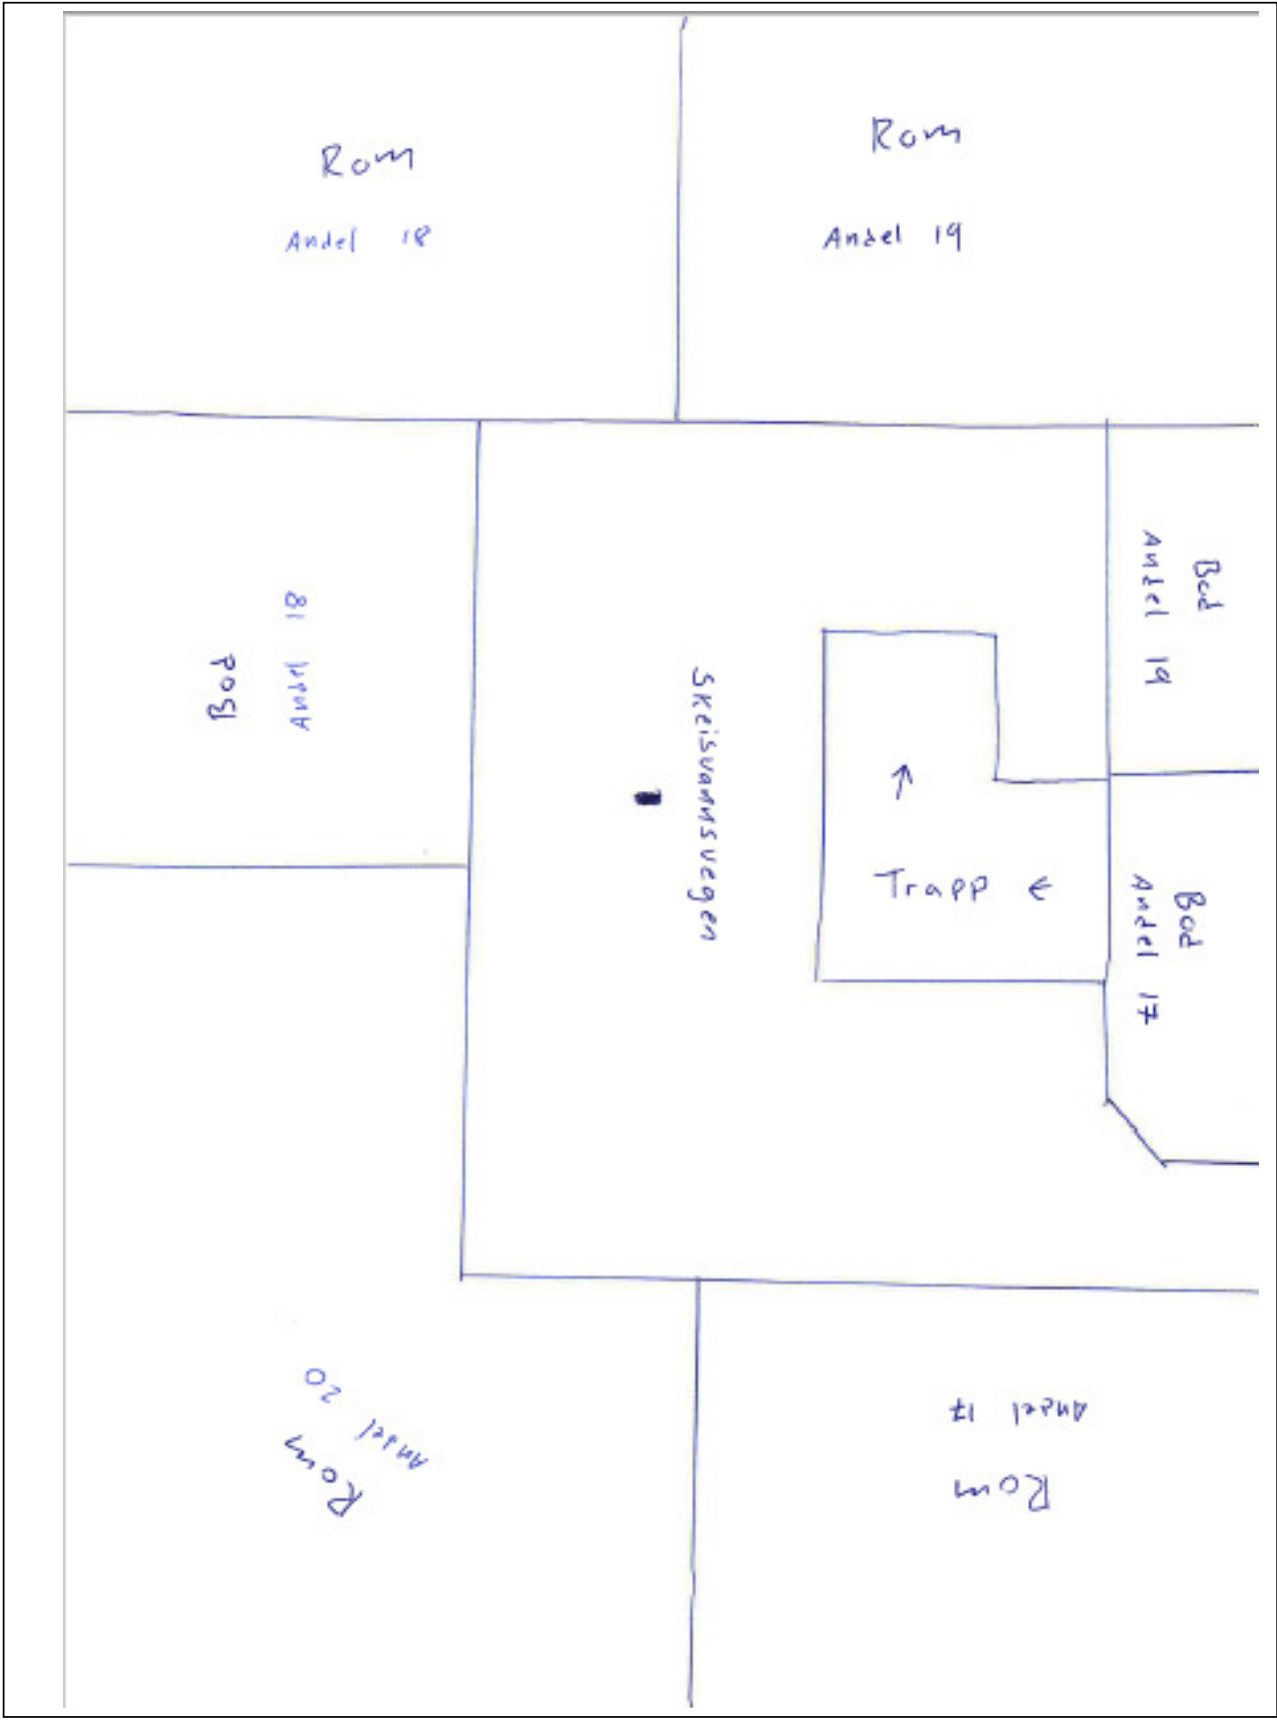 Rom
Andel 18
Rom
Andel 19
Bod
Andel 19
Bod
Andel 18
Skeisvannsvegen
Trapp
Bod
Andel 17
Andel 20
Rom
Andel 17
Rom